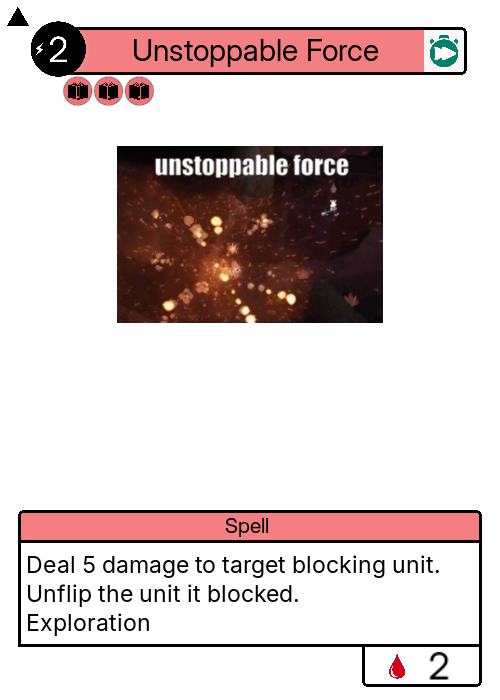 2
Unstoppable Force
unstoppable force
Spell
Deal 5 damage to target blocking unit.
Unflip the unit it blocked.
Exploration
2